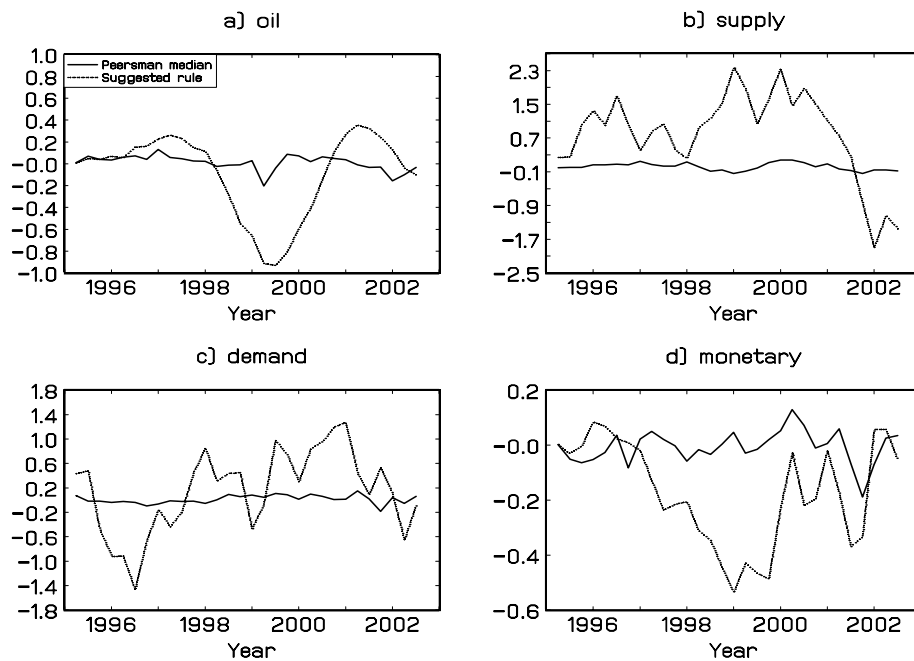 a) oil
1.0
0.8
0.6
0.4
0.2
-0.0
-0.2
-0.4
-0.6
-0.8
-1.0
Peersman median
Suggested rule
1996 1998 2000 2002
Year
b) supply
2.3
1.5
0.7
-0.1
-0.9
-1.7
-2.5
1996 1998 2000 2002
Year
c) demand
1.8
1.4
1.0
0.6
0.2
-0.2
-0.6
-1.0
-1.4
-1.8
1996 1998 2000 2002
Year
d) monetary
0.2
-0.0
-0.2
-0.4
-0.6
1996 1998 2000 2002
Year